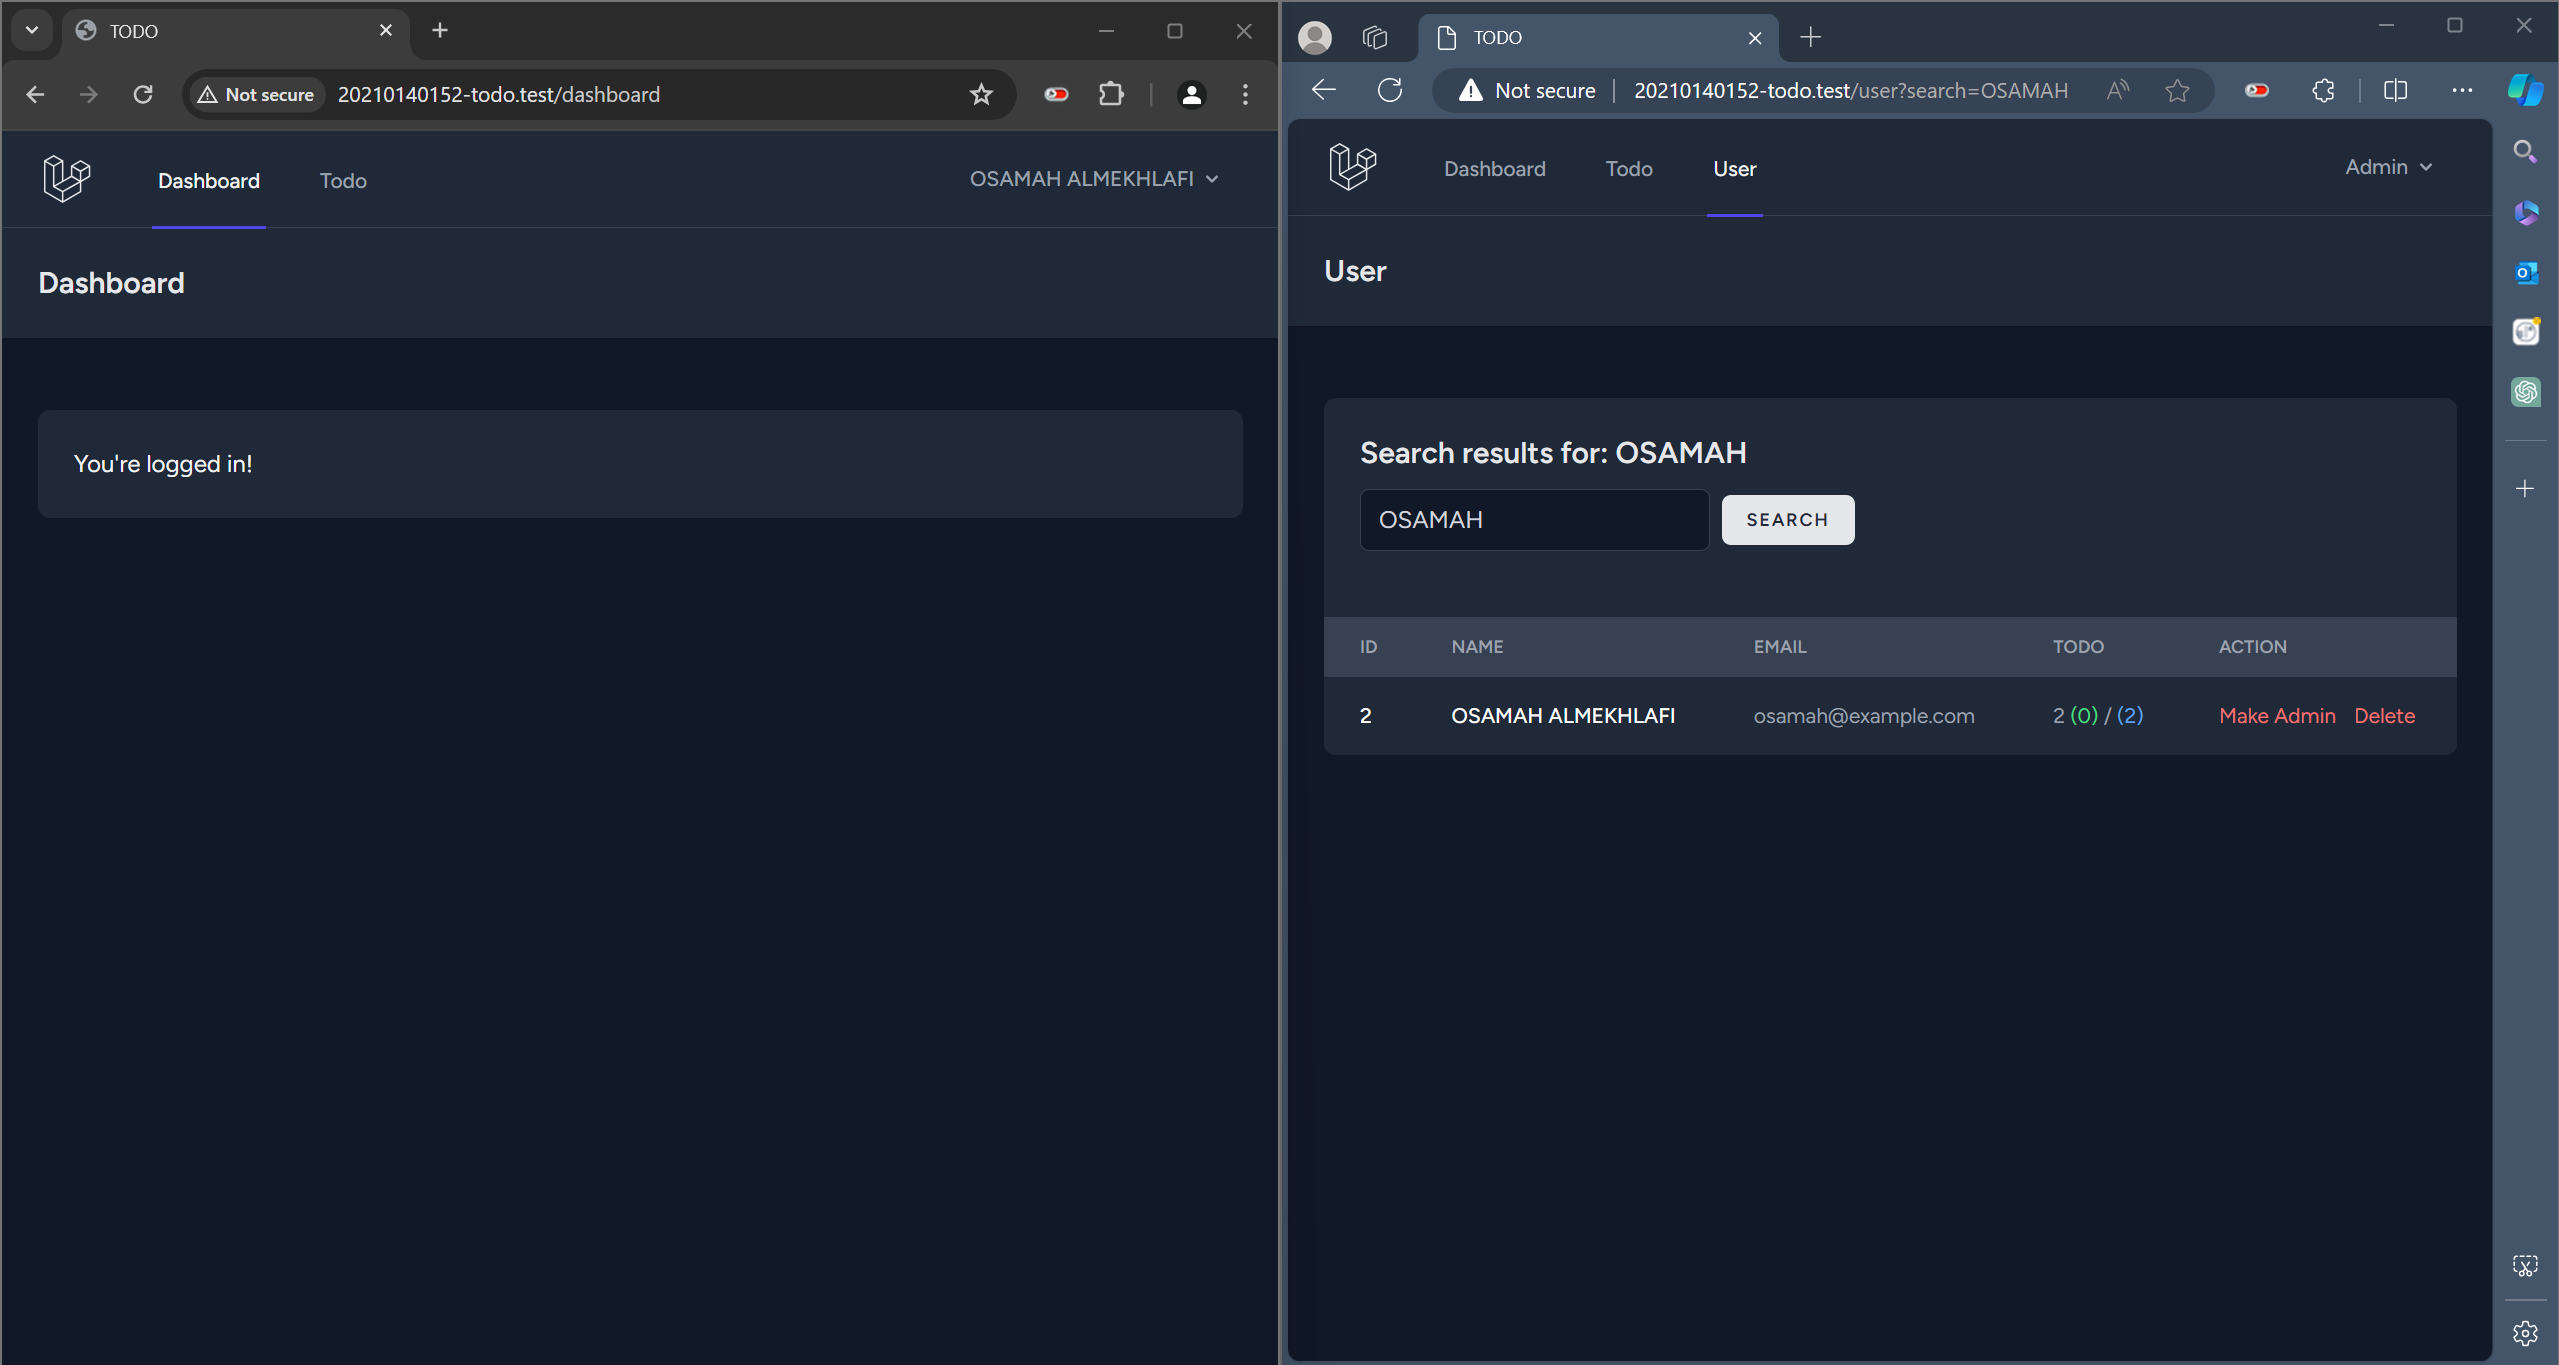 TODO
Not secure
20210140152-todo.test/dashboard
Dashboard
Todo
OSAMAH ALMEKHLAFI
Dashboard
You're logged in!
TODO
Not secure
20210140152-todo.test/user?search=OSAMAH
Dashboard
Todo
User
Admin
User
Search results for: OSAMAH
OSAMAH
SEARCH
ID NAME EMAIL TODO ACTION
2 OSAMAH ALMEKHLAFI osamah@example.com 2 (0) / (2) Make Admin Delete